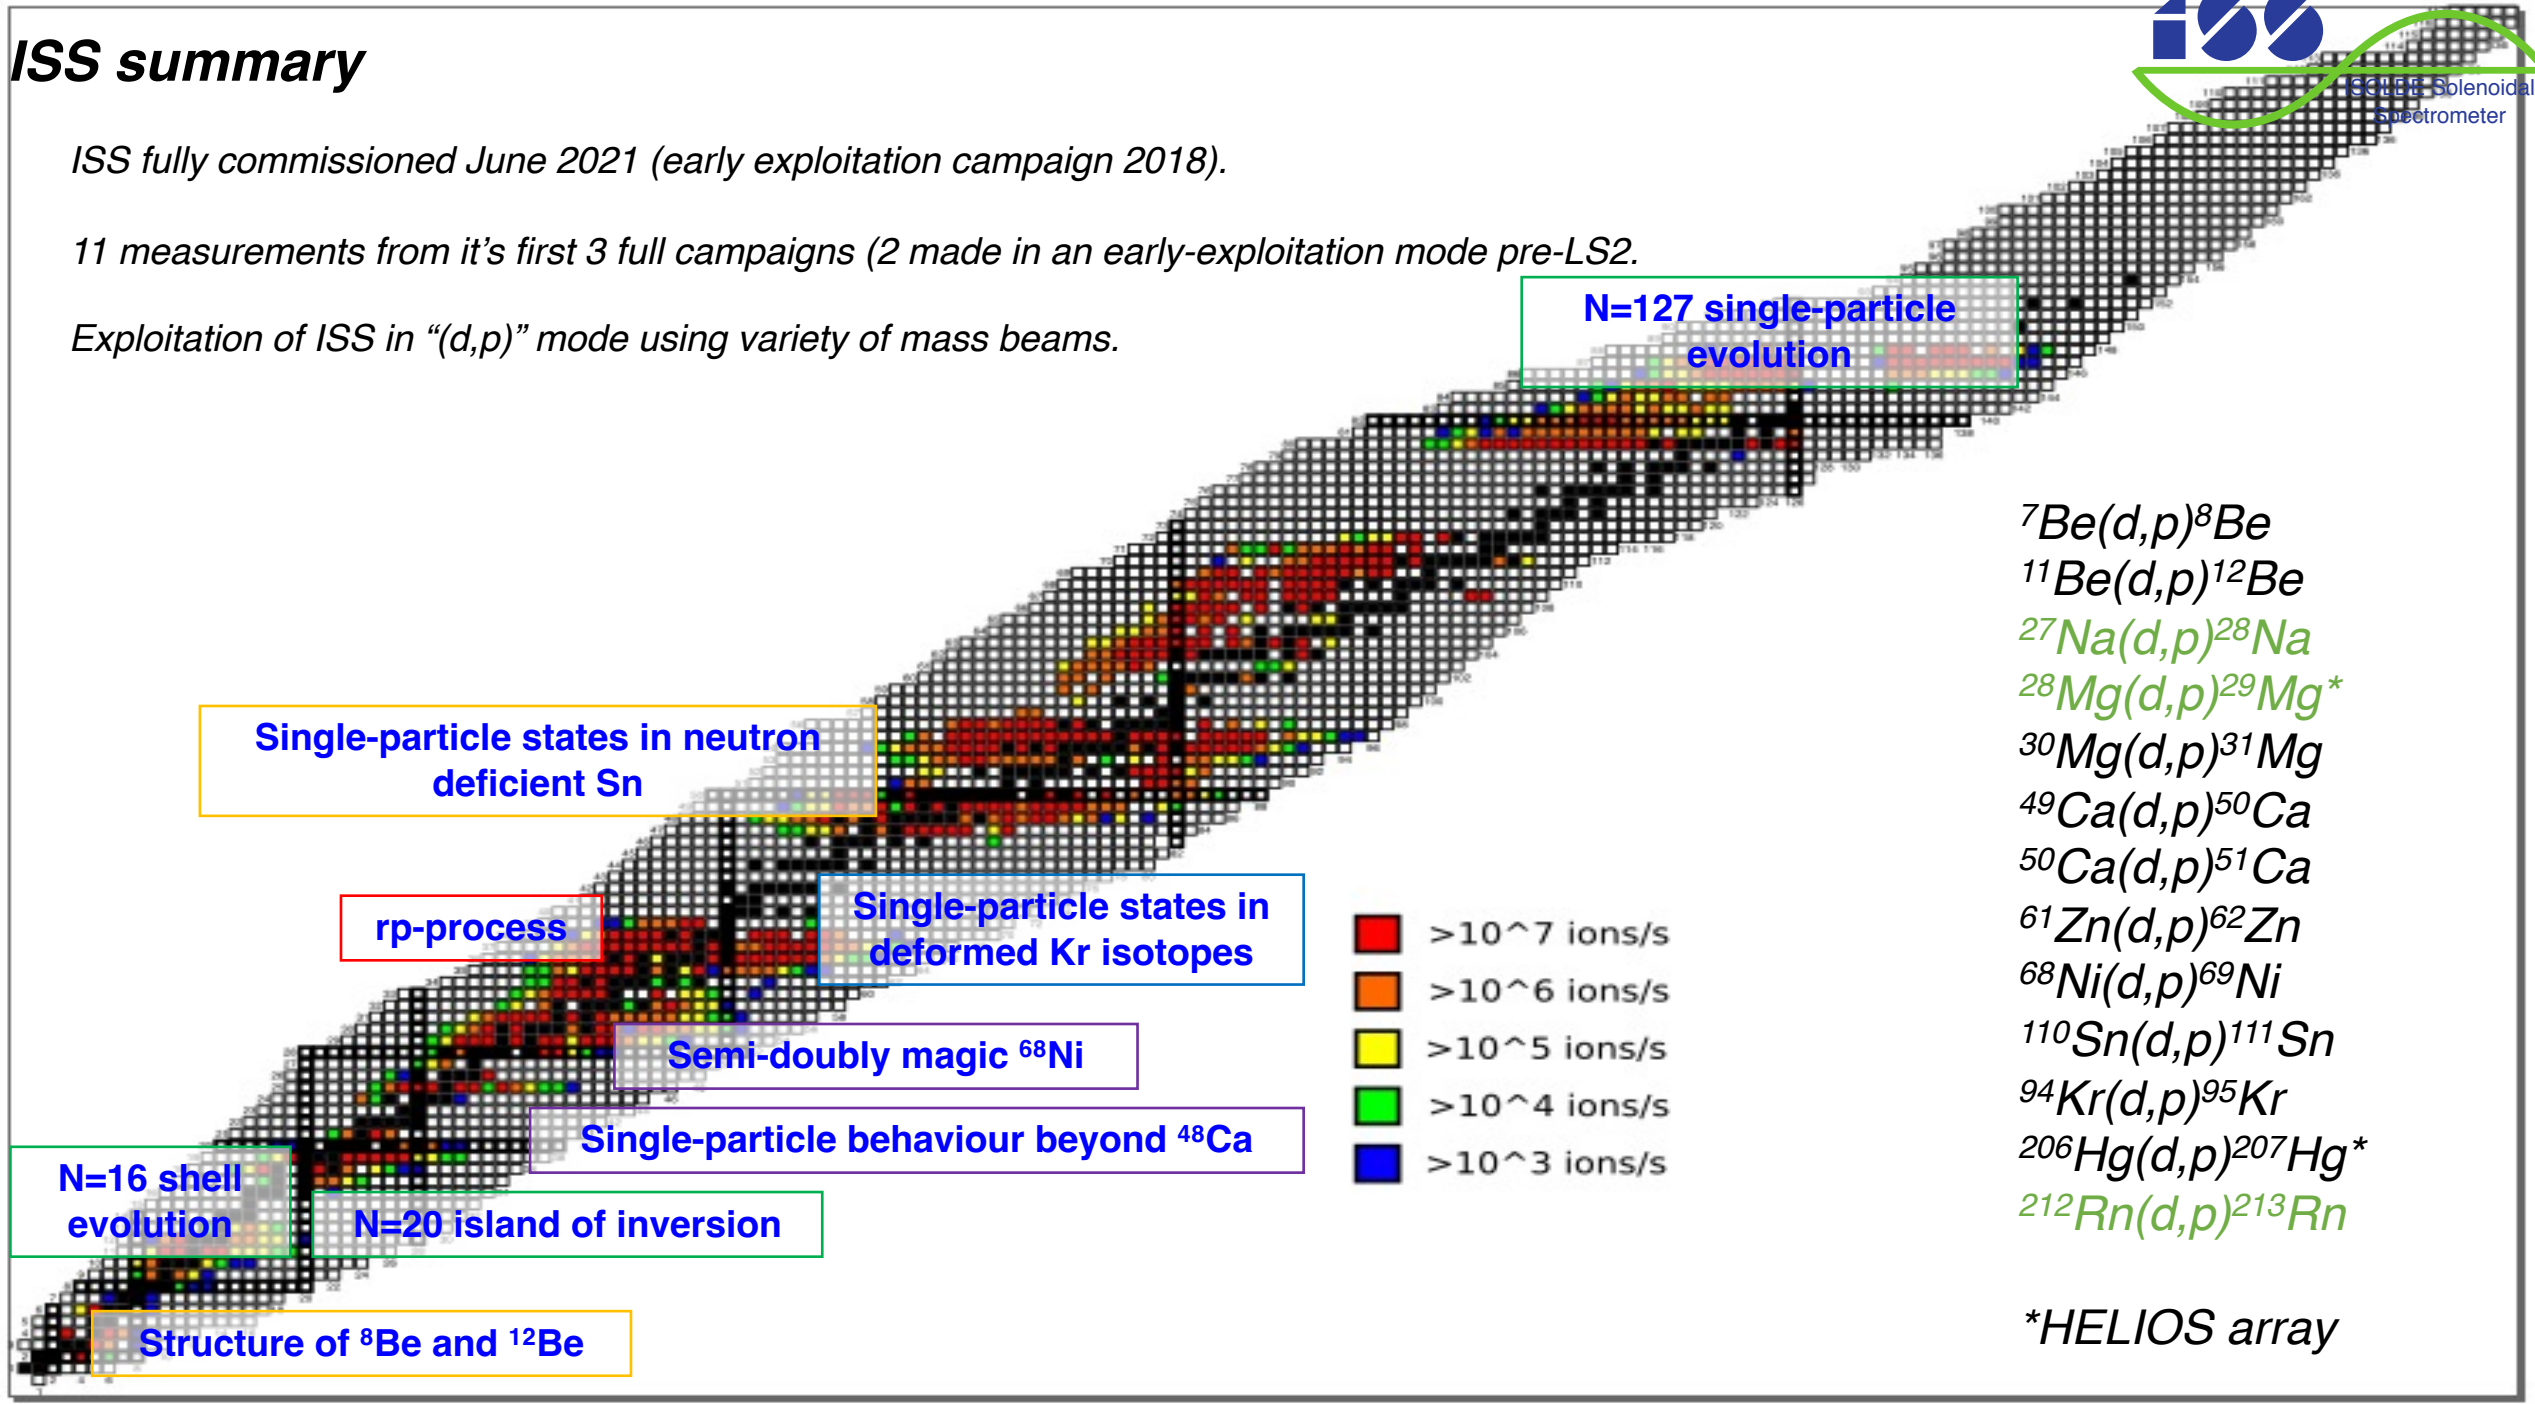 ISS summary
iSS
ISOLDE Solenoidal
Spectrometer
ISS fully commissioned June 2021 (early exploitation campaign 2018).
11 measurements from it’s first 3 full campaigns (2 made in an early-exploitation mode pre-LS2.
Exploitation of ISS in “(d,p)” mode using variety of mass beams.
N=127 single-particle
evolution
Single-particle states in neutron
deficient Sn
rp-process
Single-particle states in
deformed Kr isotopes
Semi-doubly magic ⁶⁸Ni
Single-particle behaviour beyond ⁴⁸Ca
N=16 shell
evolution
N=20 island of inversion
Structure of ⁸Be and ¹²Be
>10^7 ions/s
>10^6 ions/s
>10^5 ions/s
>10^4 ions/s
>10^3 ions/s
⁷Be(d,p)⁸Be
¹¹Be(d,p)¹²Be
²⁷Na(d,p)²⁸Na
²⁸Mg(d,p)²⁹Mg*
³⁰Mg(d,p)³¹Mg
⁴⁹Ca(d,p)⁵⁰Ca
⁵⁰Ca(d,p)⁵¹Ca
⁶¹Zn(d,p)⁶²Zn
⁶⁸Ni(d,p)⁶⁹Ni
¹¹⁰Sn(d,p)¹¹¹Sn
⁹⁴Kr(d,p)⁹⁵Kr
²⁰⁶Hg(d,p)²⁰⁷Hg*
²¹²Rn(d,p)²¹³Rn
*HELIOS array